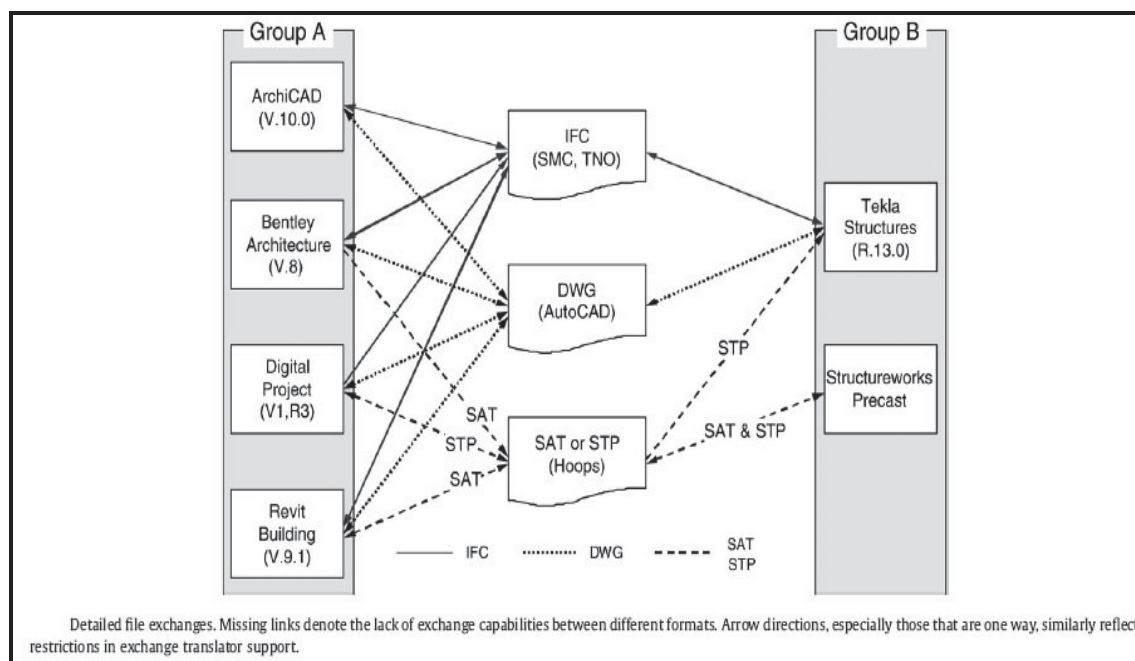 Group A
Group B
ArchiCAD
(V.10.0)
IFC
(SMC, TNO)
Bentley
Architecture
(V.8)
Tekla
Structures
(R.13.0)
DWG
(AutoCAD)
STP
Digital
Project
(V1,R3)
Structureworks
Precast
SAT
STP
SAT
SAT or STP
(Hoops)
SAT & STP
Revit
Building
(V.9.1)
IFC
DWG
SAT
STP
Detailed file exchanges. Missing links denote the lack of exchange capabilities between different formats. Arrow directions, especially those that are one way, similarly reflect
restrictions in exchange translator support.